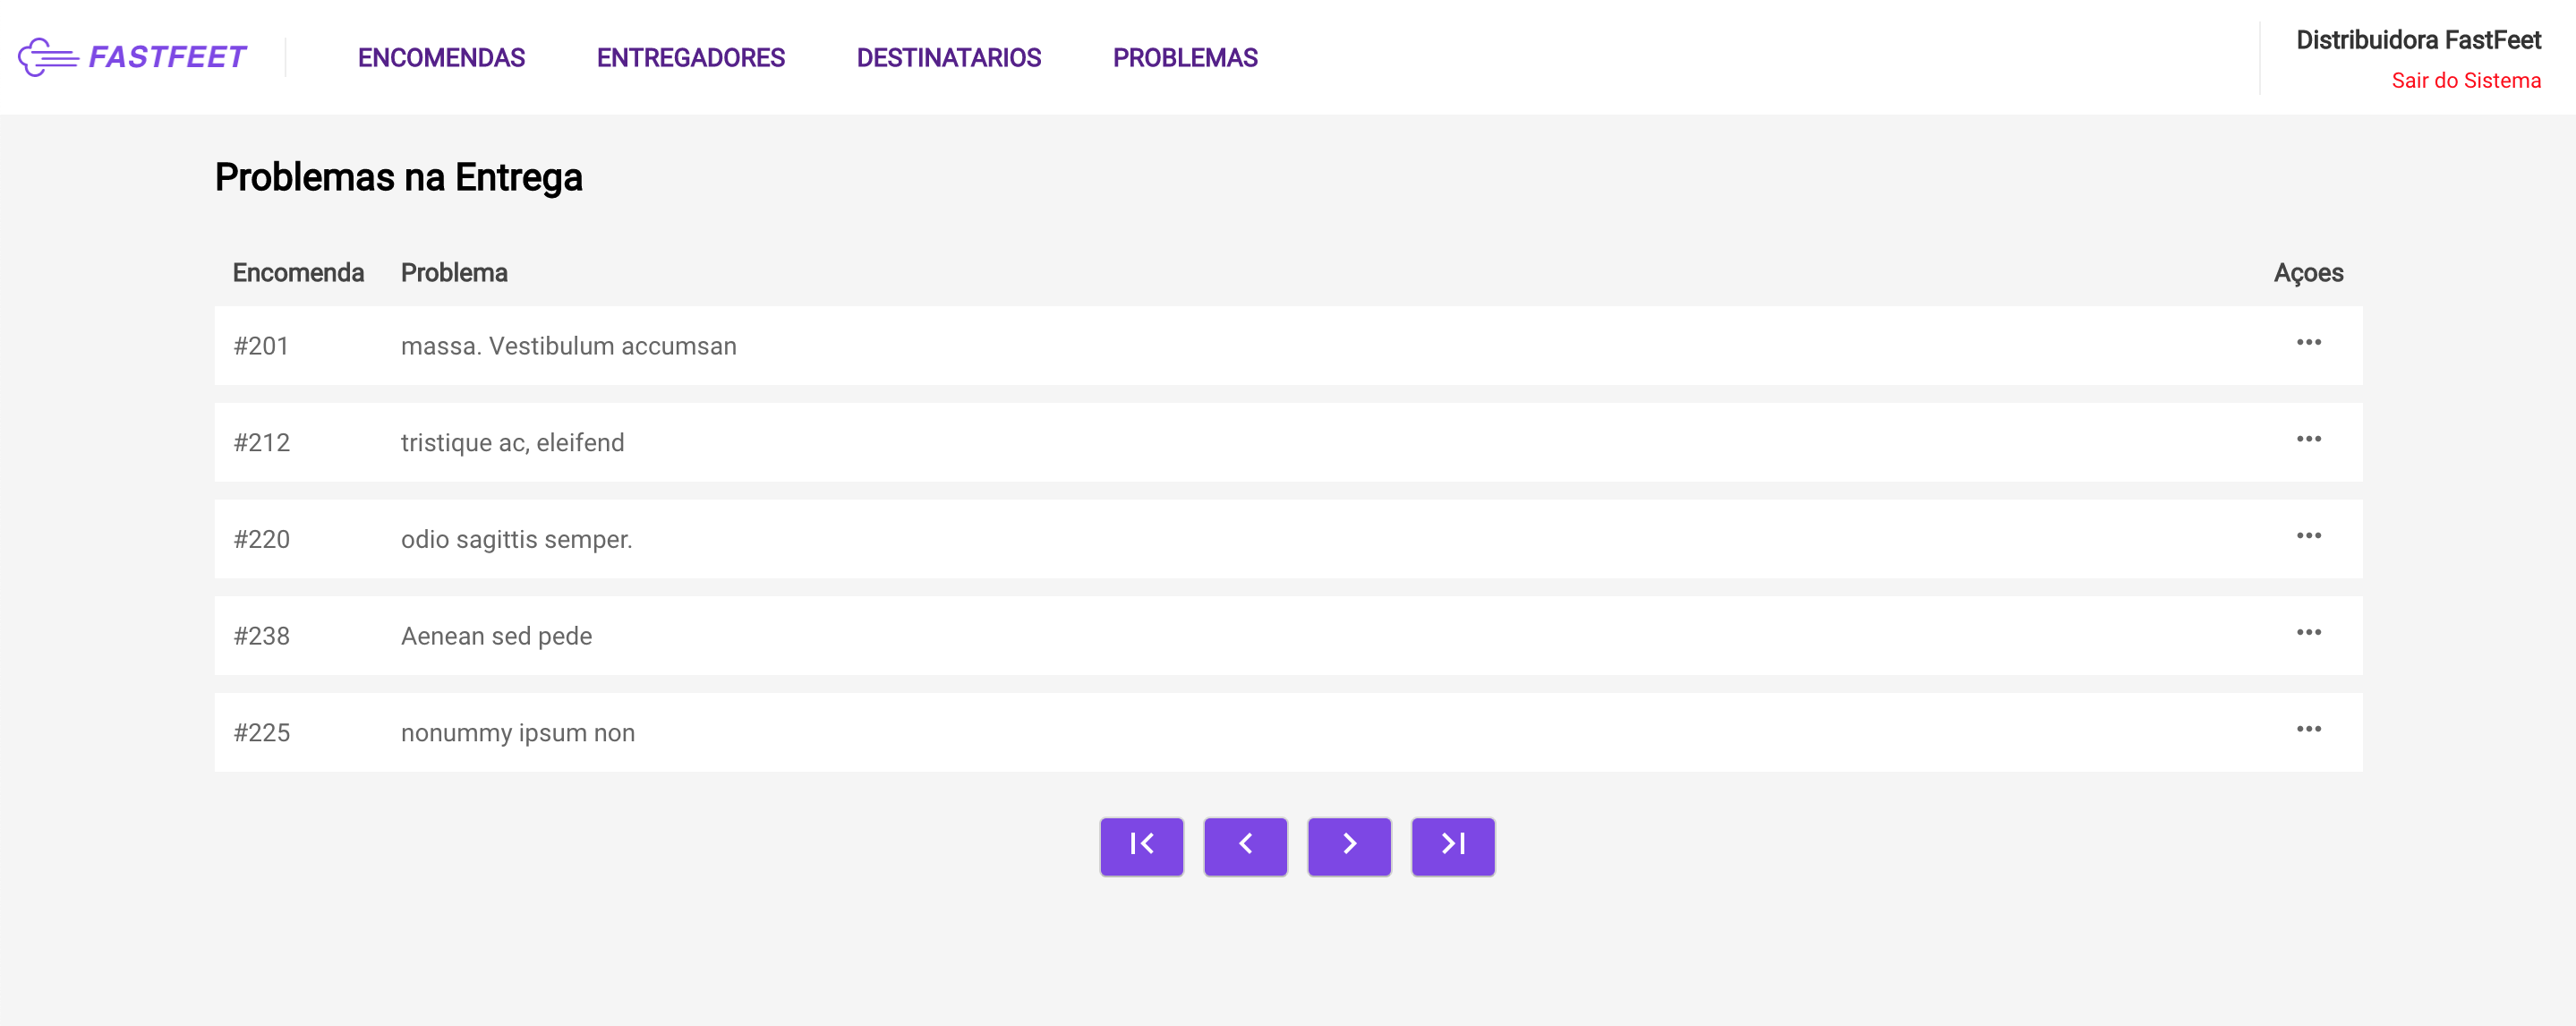 FASTFEET ENCOMENDAS ENTREGADORES DESTINATARIOS PROBLEMAS Distribuidora FastFeet
Sair do Sistema
Problemas na Entrega
Encomenda Problema Açoes
#201 massa. Vestibulum accumsan
#212 tristique ac, eleifend
#220 odio sagittis semper.
#238 Aenean sed pede
#225 nonummy ipsum non